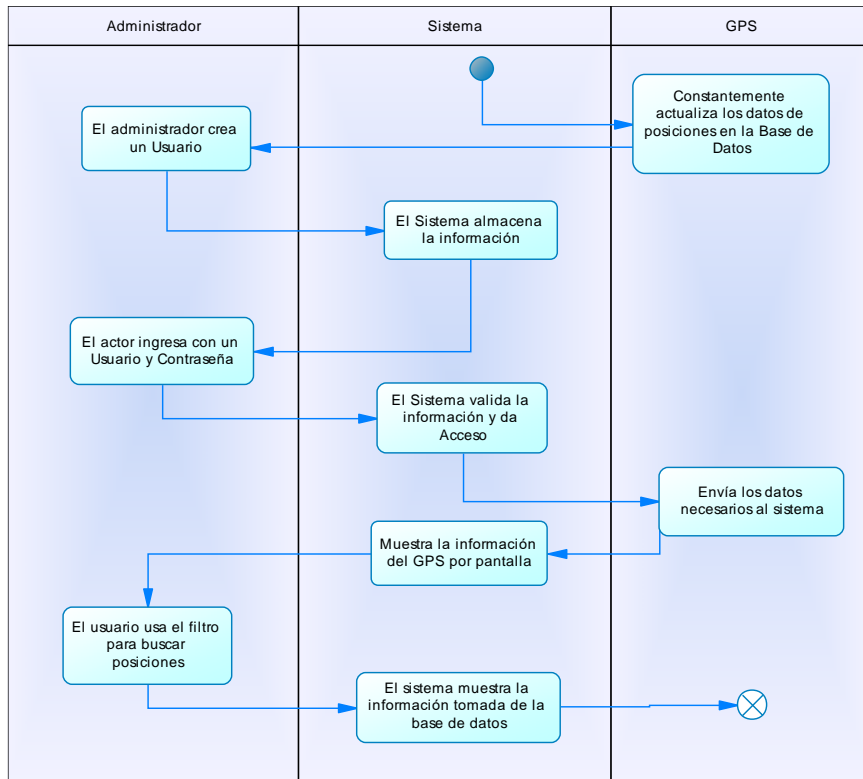 Administrador
Sistema
GPS
Constantemente
actualiza los datos de
posiciones en la Base de
Datos
El administrador crea
un Usuario
El Sistema almacena
la información
El actor ingresa con un
Usuario y Contraseña
El Sistema valida la
información y da
Acceso
Envía los datos
necesarios al sistema
Muestra la información
del GPS por pantalla
El usuario usa el filtro
para buscar
posiciones
El sistema muestra la
información tomada de la
base de datos